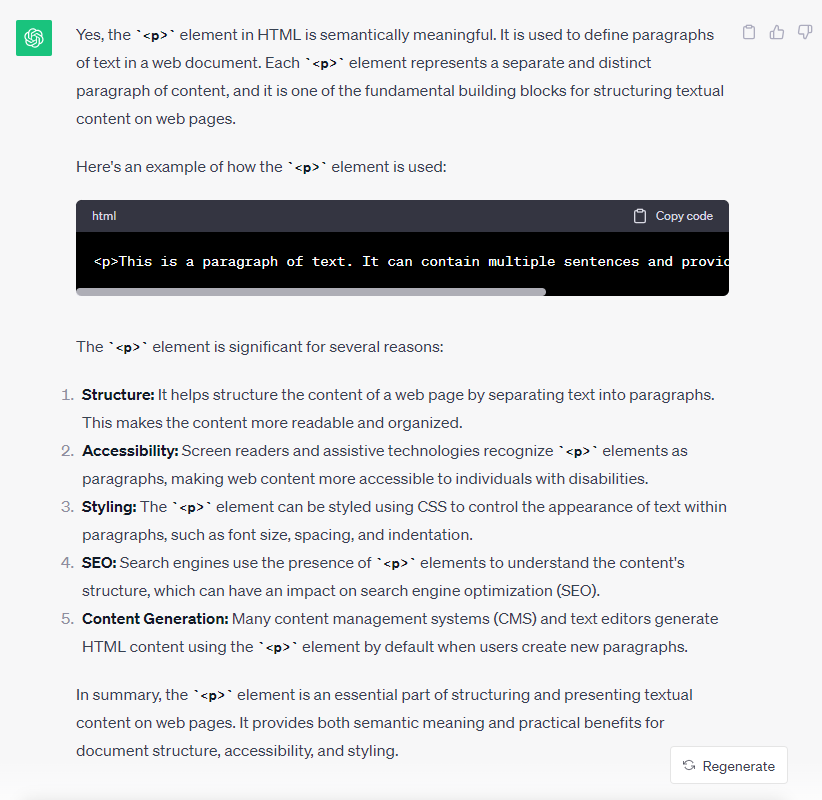 Yes, the `<p>` element in HTML is semantically meaningful. It is used to define paragraphs
of text in a web document. Each `<p>` element represents a separate and distinct
paragraph of content, and it is one of the fundamental building blocks for structuring textual
content on web pages.
Here's an example of how the `<p>` element is used:
html
Copy code
<p>This is a paragraph of text. It can contain multiple sentences and provid
The `<p>` element is significant for several reasons:
1. Structure: It helps structure the content of a web page by separating text into paragraphs.
This makes the content more readable and organized.
2. Accessibility: Screen readers and assistive technologies recognize `<p>` elements as
paragraphs, making web content more accessible to individuals with disabilities.
3. Styling: The `<p>` element can be styled using CSS to control the appearance of text within
paragraphs, such as font size, spacing, and indentation.
4. SEO: Search engines use the presence of `<p>` elements to understand the content's
structure, which can have an impact on search engine optimization (SEO).
5. Content Generation: Many content management systems (CMS) and text editors generate
HTML content using the `<p>` element by default when users create new paragraphs.
In summary, the `<p>` element is an essential part of structuring and presenting textual
content on web pages. It provides both semantic meaning and practical benefits for
document structure, accessibility, and styling.
Regenerate